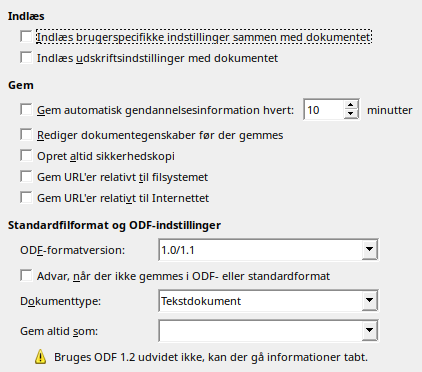 Indlæs
Indlæs brugerspecifikke indstillinger sammen med dokumentet
Indlæs udskriftsindstillinger med dokumentet
Gem
Gem automatisk gendannelsesinformation hvert: 10 minutter
Rediger dokumentegenskaber før der gemmes
Opret altid sikkerhedskopi
Gem URL'er relativt til filsystemet
Gem URL'er relativt til Internettet
Standardfilformat og ODF-indstillinger
ODF-formatversion: 1.0/1.1
Advar, når der ikke gemmes i ODF- eller standardformat
Dokumenttype: Tekstdokument
Gem altid som:
Bruges ODF 1.2 udvidet ikke, kan der gå informationer tabt.